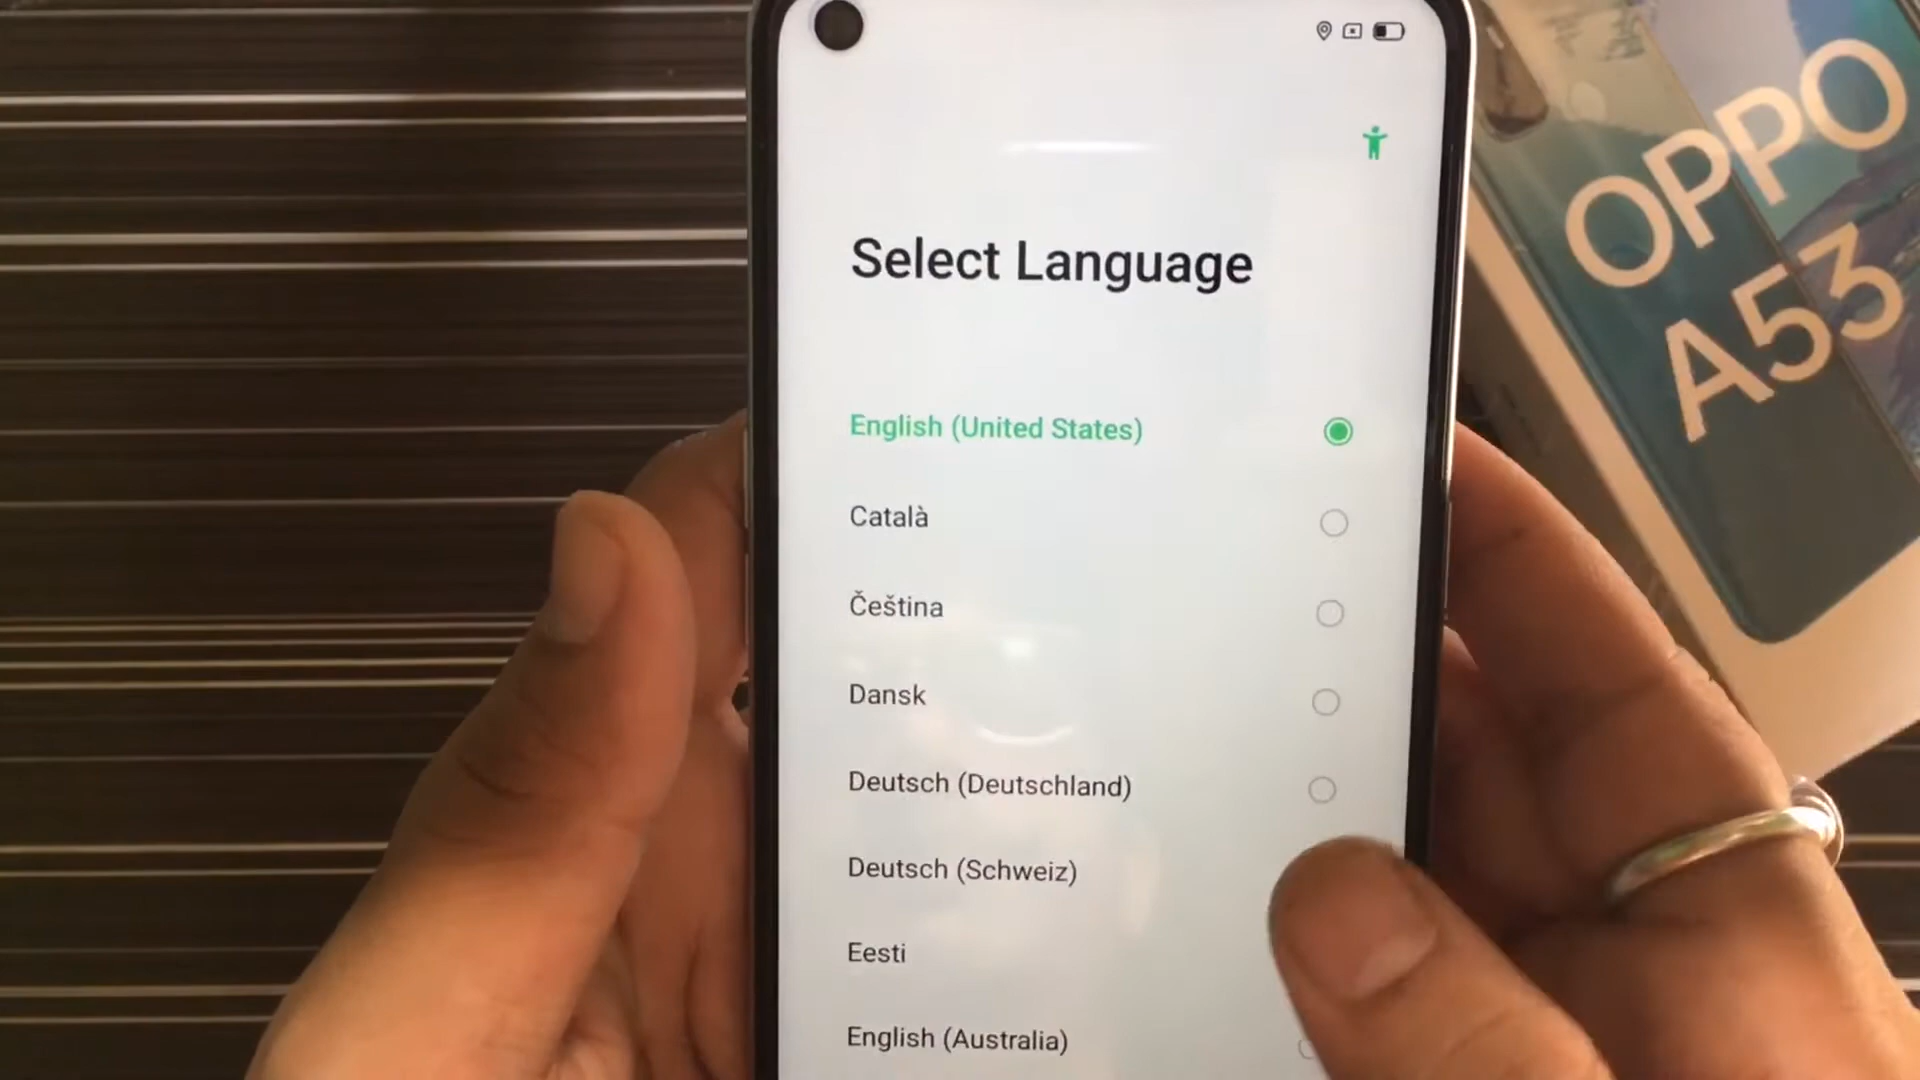 Select Language
English (United States)
Català
Čeština
Dansk
Deutsch (Deutschland)
Deutsch (Schweiz)
Eesti
English (Australia)
OPPO
A53